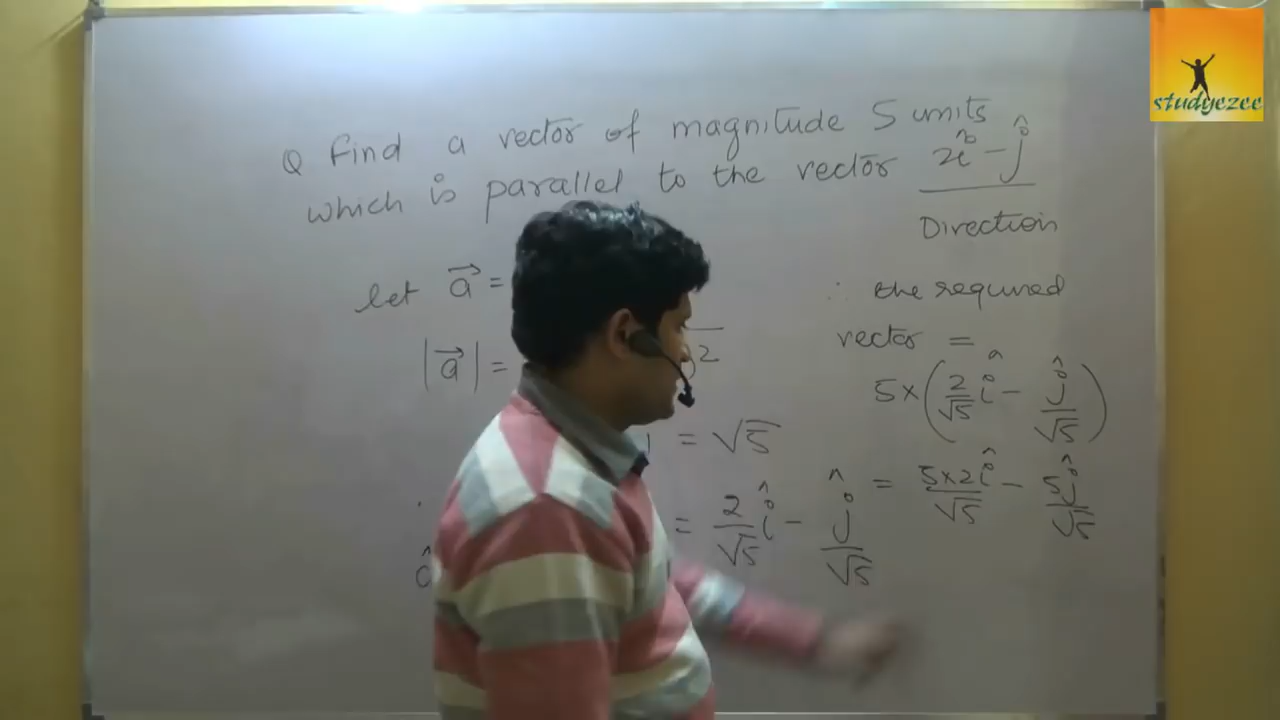 studyezee
Q Find a vector of magnitude 5 units
which is parallel to the vector 2î - ĵ
Direction
let a⃗ =
|a⃗| =
2
= √5
= 2/√5 î - ĵ/√5
∴ the required
vector =
5 × (2/√5 î - ĵ/√5)
= 5×2î/√5 - 5ĵ/√5